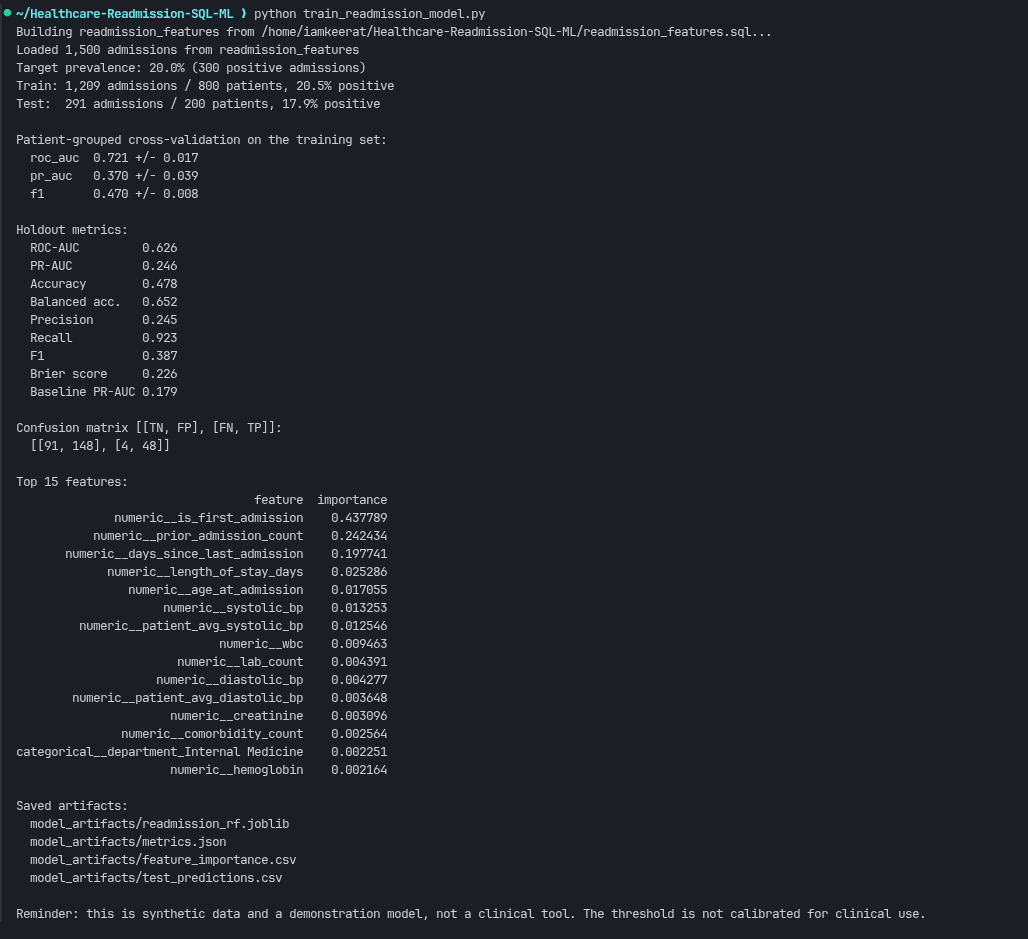 ~/Healthcare-Readmission-SQL-ML ❯ python train_readmission_model.py
Building readmission_features from /home/iamkeerat/Healthcare-Readmission-SQL-ML/readmission_features.sql...
Loaded 1,500 admissions from readmission_features
Target prevalence: 20.0% (300 positive admissions)
Train: 1,209 admissions / 800 patients, 20.5% positive
Test:  291 admissions / 200 patients, 17.9% positive

Patient-grouped cross-validation on the training set:
  roc_auc  0.721 +/- 0.017
  pr_auc   0.370 +/- 0.039
  f1       0.470 +/- 0.008

Holdout metrics:
  ROC-AUC         0.626
  PR-AUC          0.246
  Accuracy        0.478
  Balanced acc.   0.652
  Precision       0.245
  Recall          0.923
  F1              0.387
  Brier score     0.226
  Baseline PR-AUC 0.179

Confusion matrix [[TN, FP], [FN, TP]]:
  [[91, 148], [4, 48]]

Top 15 features:
                                  feature  importance
              numeric__is_first_admission    0.437789
           numeric__prior_admission_count    0.242434
       numeric__days_since_last_admission    0.197741
             numeric__length_of_stay_days    0.025286
                numeric__age_at_admission    0.017055
                     numeric__systolic_bp    0.013253
         numeric__patient_avg_systolic_bp    0.012546
                             numeric__wbc    0.009463
                       numeric__lab_count    0.004391
                    numeric__diastolic_bp    0.004277
        numeric__patient_avg_diastolic_bp    0.003648
                      numeric__creatinine    0.003096
               numeric__comorbidity_count    0.002564
categorical__department_Internal Medicine    0.002251
                      numeric__hemoglobin    0.002164

Saved artifacts:
  model_artifacts/readmission_rf.joblib
  model_artifacts/metrics.json
  model_artifacts/feature_importance.csv
  model_artifacts/test_predictions.csv

Reminder: this is synthetic data and a demonstration model, not a clinical tool. The threshold is not calibrated for clinical use.